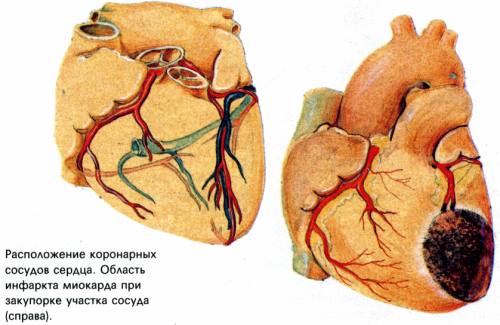 Расположение коронарных
сосудов сердца. Область
инфаркта миокарда при
закупорке участка сосуда
(справа).